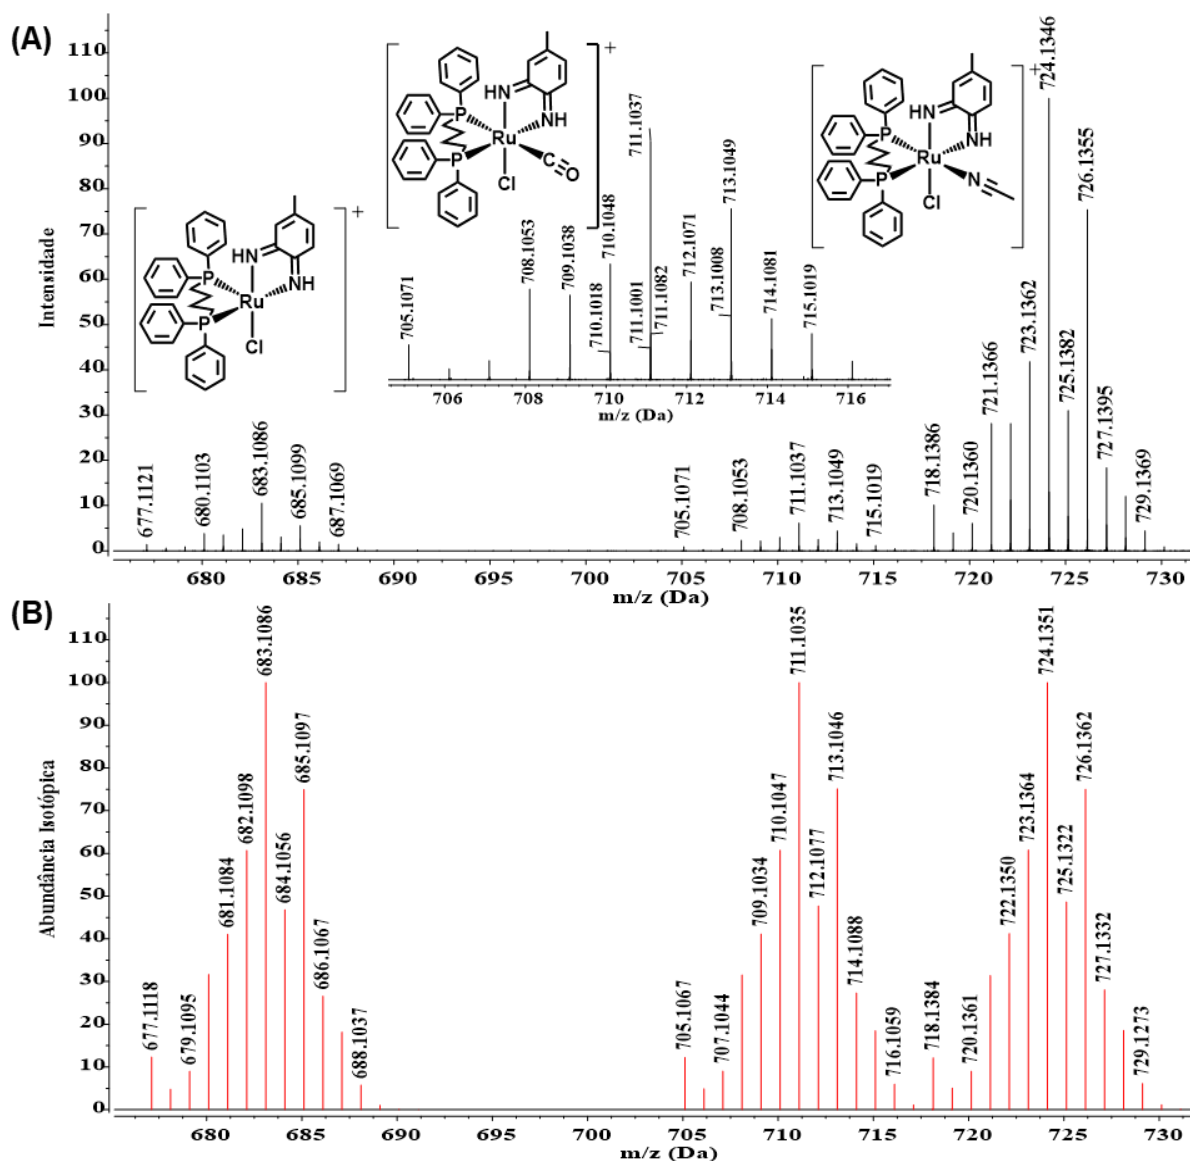 (A)
Intensidade
110
100
90
80
70
60
50
40
30
20
10
0
677.1121
680.1103
683.1086
685.1099
687.1069
705.1071
708.1053
711.1037
713.1049
715.1019
718.1386
720.1360
721.1366
723.1362
724.1346
725.1382
726.1355
727.1395
729.1369
680 685 690 695 700 705 710 715 720 725 730
m/z (Da)
P
P
Ru
HN
NH
Cl
+
P
P
Ru
HN
NH
C
O
Cl
+
P
P
Ru
HN
NH
N
Cl
+
705.1071
708.1053
709.1038
710.1018
710.1048
711.1001
711.1037
711.1082
712.1071
713.1008
713.1049
714.1081
715.1019
706 708 710 712 714 716
m/z (Da)
(B)
Abundância Isotópica
110
100
90
80
70
60
50
40
30
20
10
0
677.1118
679.1095
681.1084
682.1098
683.1086
684.1056
685.1097
686.1067
688.1037
705.1067
707.1044
709.1034
710.1047
711.1035
712.1077
713.1046
714.1088
716.1059
718.1384
720.1361
722.1350
723.1364
724.1351
725.1322
726.1362
727.1332
729.1273
680 685 690 695 700 705 710 715 720 725 730
m/z (Da)